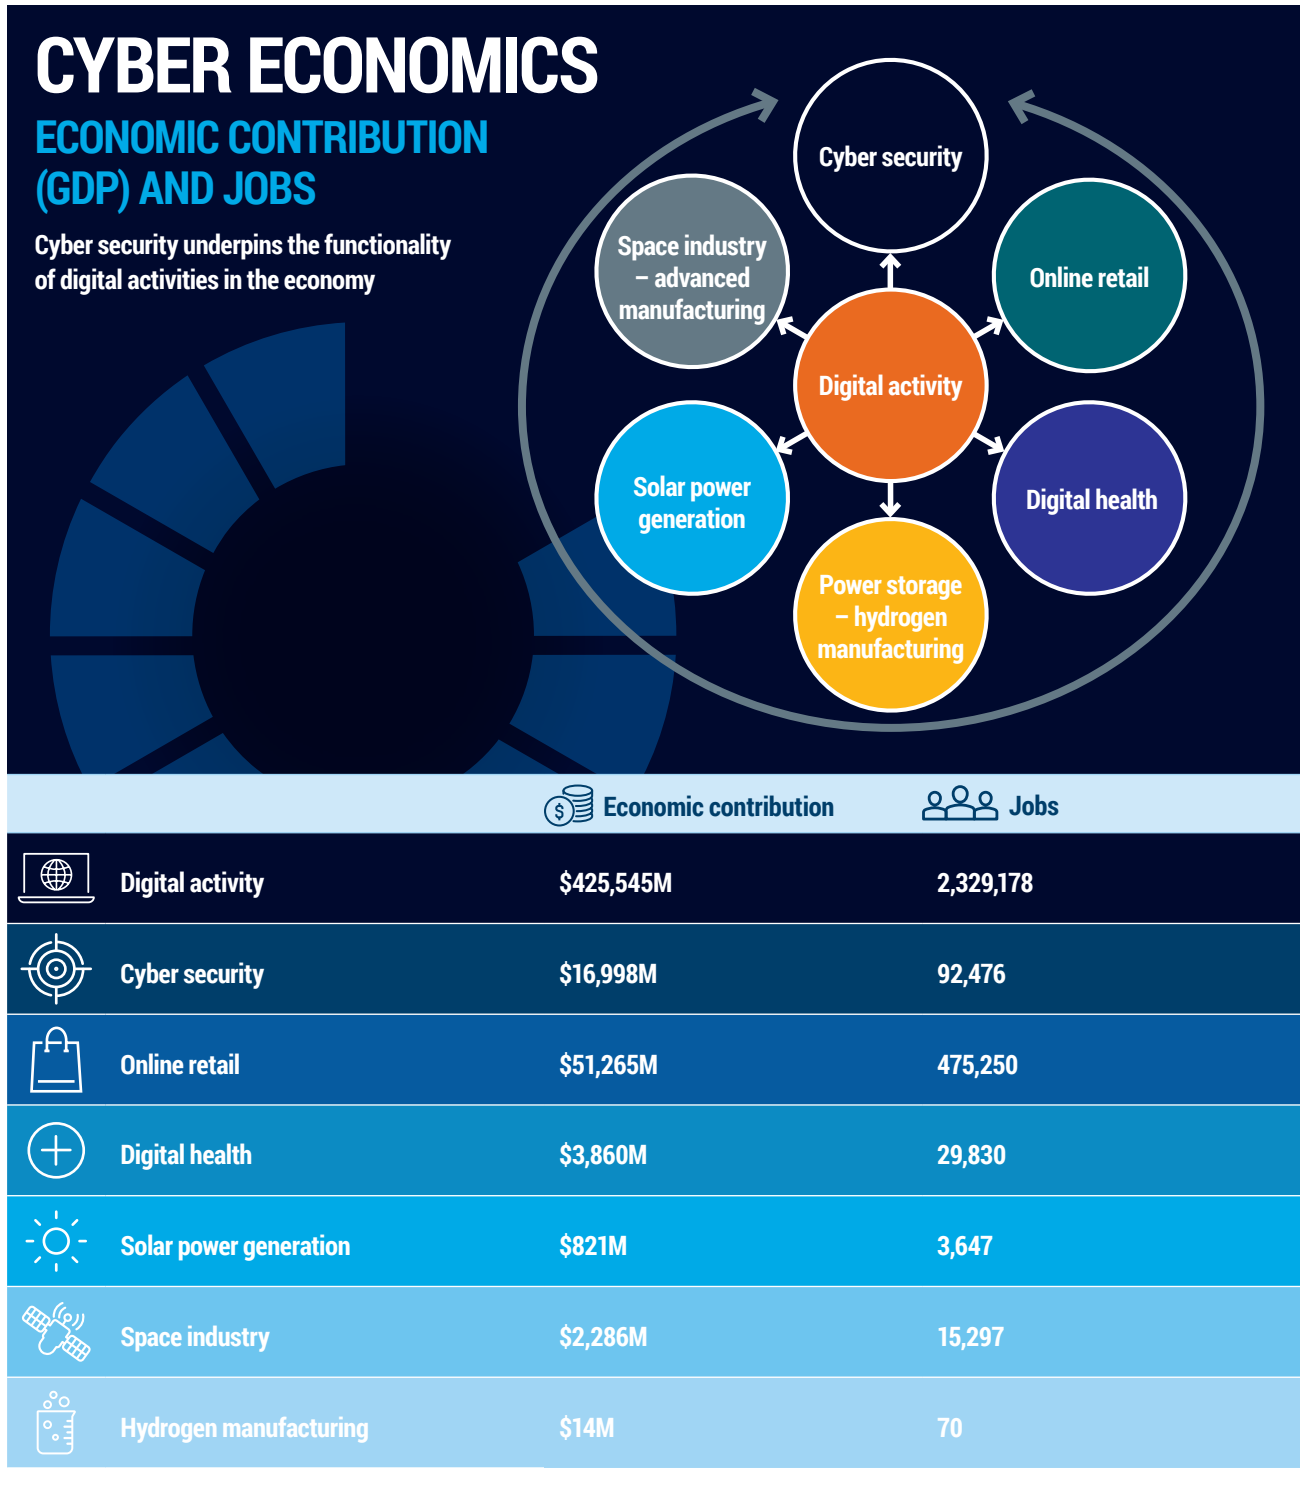 CYBER ECONOMICS
ECONOMIC CONTRIBUTION
(GDP) AND JOBS
Cyber security underpins the functionality
of digital activities in the economy
Cyber security
Space industry
– advanced
manufacturing
Online retail
Digital activity
Solar power
generation
Digital health
Power storage
– hydrogen
manufacturing
$ Economic contribution Jobs
Digital activity $425,545M 2,329,178
Cyber security $16,998M 92,476
Online retail $51,265M 475,250
Digital health $3,860M 29,830
Solar power generation $821M 3,647
Space industry $2,286M 15,297
Hydrogen manufacturing $14M 70